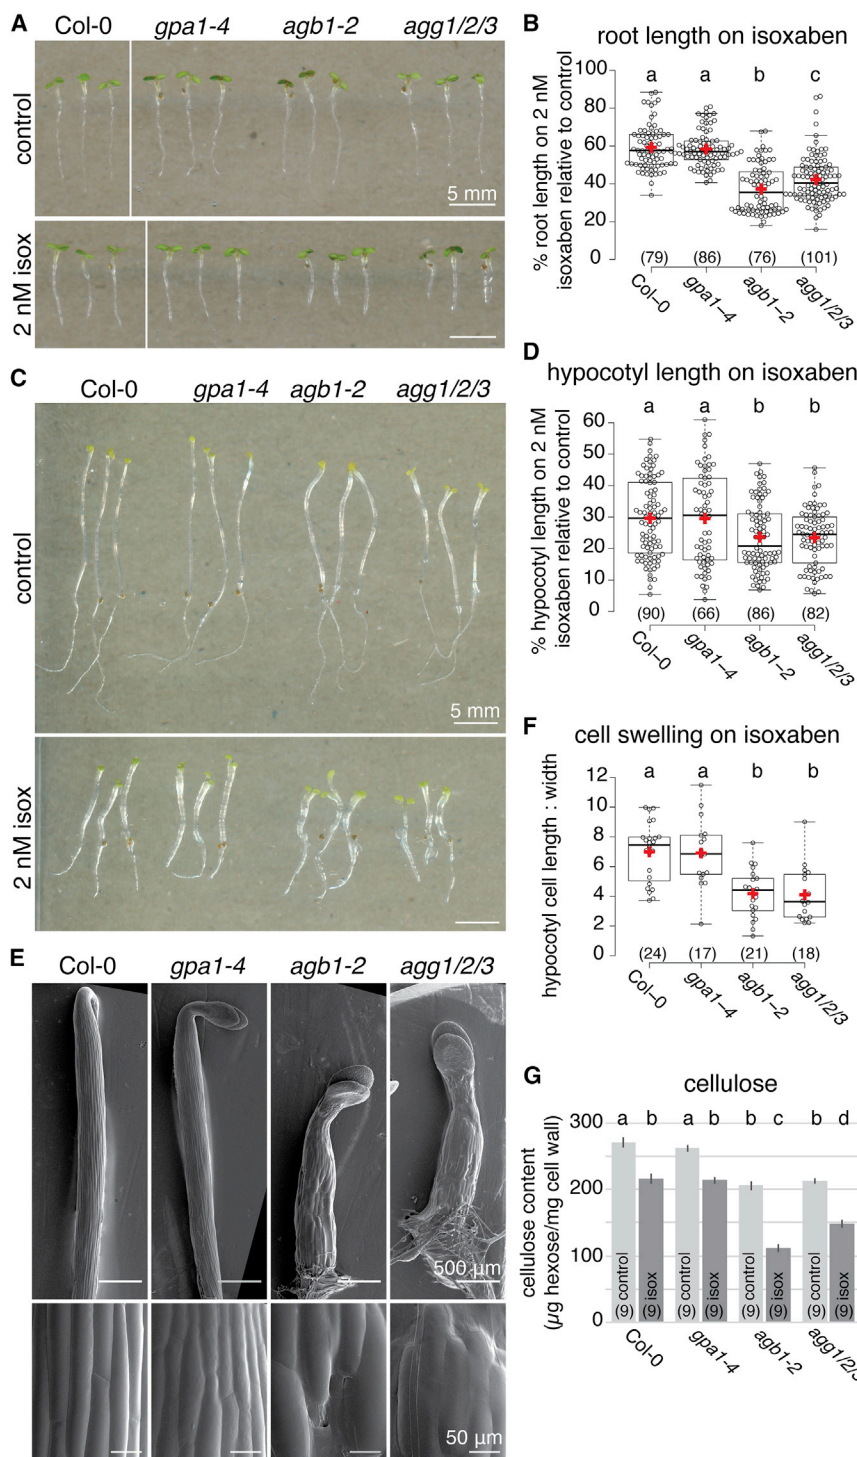 A
Col-0 gpa1-4 agb1-2 agg1/2/3
control
5 mm
2 nM isox
B
root length on isoxaben
% root length on 2 nM
isoxaben relative to control
100
80
60
40
20
0
a a b c
(79) (86) (76) (101)
Col–0 gpa1–4 agb1–2 agg1/2/3
C
Col-0 gpa1-4 agb1-2 agg1/2/3
control
5 mm
2 nM isox
D
hypocotyl length on isoxaben
% hypocotyl length on 2 nM
isoxaben relative to control
60
50
40
30
20
10
0
a a b b
(90) (66) (86) (82)
Col–0 gpa1–4 agb1–2 agg1/2/3
E
Col-0 gpa1-4 agb1-2 agg1/2/3
500 µm
50 µm
F
cell swelling on isoxaben
hypocotyl cell length : width
12
10
8
6
4
2
0
a a b b
(24) (17) (21) (18)
Col–0 gpa1–4 agb1–2 agg1/2/3
G
cellulose
cellulose content
(µg hexose/mg cell wall)
300
200
100
0
a b a b b c b d
(9) control (9) isox (9) control (9) isox (9) control (9) isox (9) control (9) isox
Col-0 gpa1-4 agb1-2 agg1/2/3